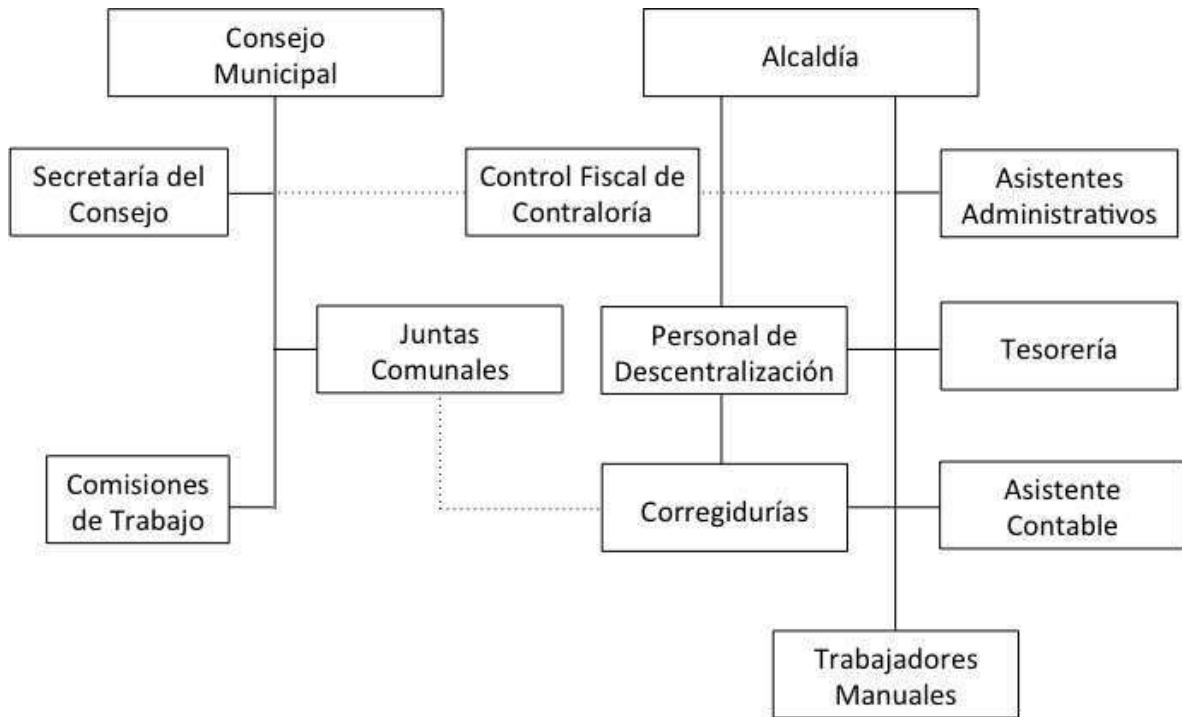 Consejo
Municipal
Alcaldía
Secretaría del
Consejo
Control Fiscal de
Contraloría
Asistentes
Administrativos
Juntas
Comunales
Personal de
Descentralización
Tesorería
Comisiones
de Trabajo
Corregidurías
Asistente
Contable
Trabajadores
Manuales